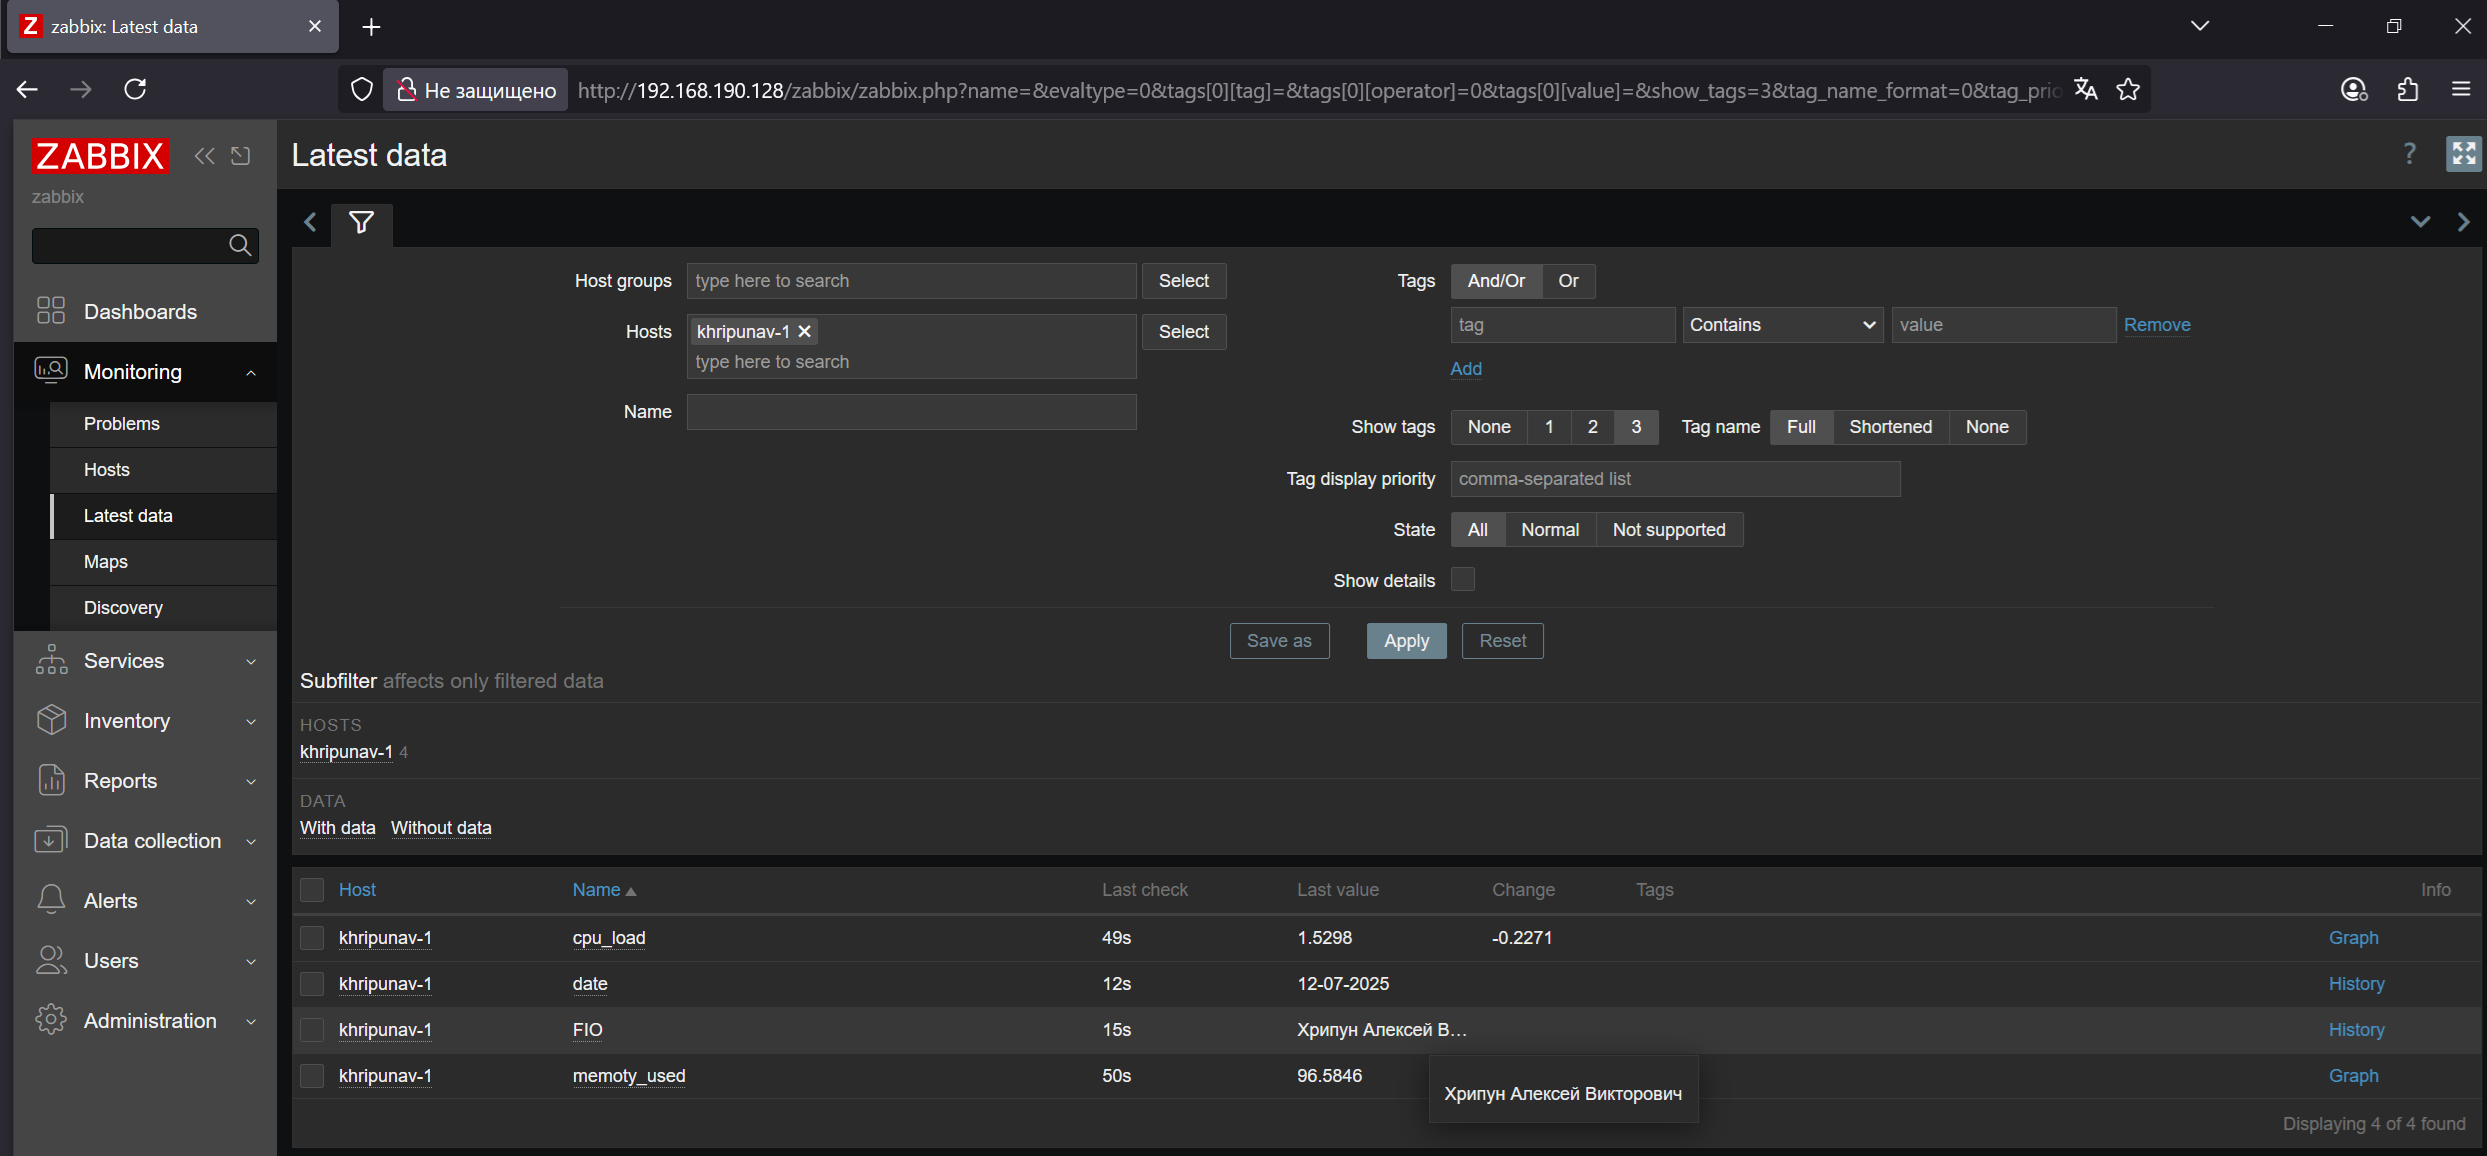 Z zabbix: Latest data
Не защищено http://192.168.190.128/zabbix/zabbix.php?name=&evaltype=0&tags[0][tag]=&tags[0][operator]=0&tags[0][value]=&show_tags=3&tag_name_format=0&tag_prio
ZABBIX
zabbix
Dashboards
Monitoring
Problems
Hosts
Latest data
Maps
Discovery
Services
Inventory
Reports
Data collection
Alerts
Users
Administration
Latest data ?
Host groups type here to search Select
Hosts khripunav-1 Select
type here to search
Name
Tags And/Or Or
tag Contains value Remove
Add
Show tags None 1 2 3 Tag name Full Shortened None
Tag display priority comma-separated list
State All Normal Not supported
Show details
Save as Apply Reset
Subfilter affects only filtered data
HOSTS
khripunav-1 4
DATA
With data Without data
Host Name Last check Last value Change Tags Info
khripunav-1 cpu_load 49s 1.5298 -0.2271 Graph
khripunav-1 date 12s 12-07-2025 History
khripunav-1 FIO 15s Хрипун Алексей В... History
khripunav-1 memoty_used 50s 96.5846 Graph
Хрипун Алексей Викторович
Displaying 4 of 4 found